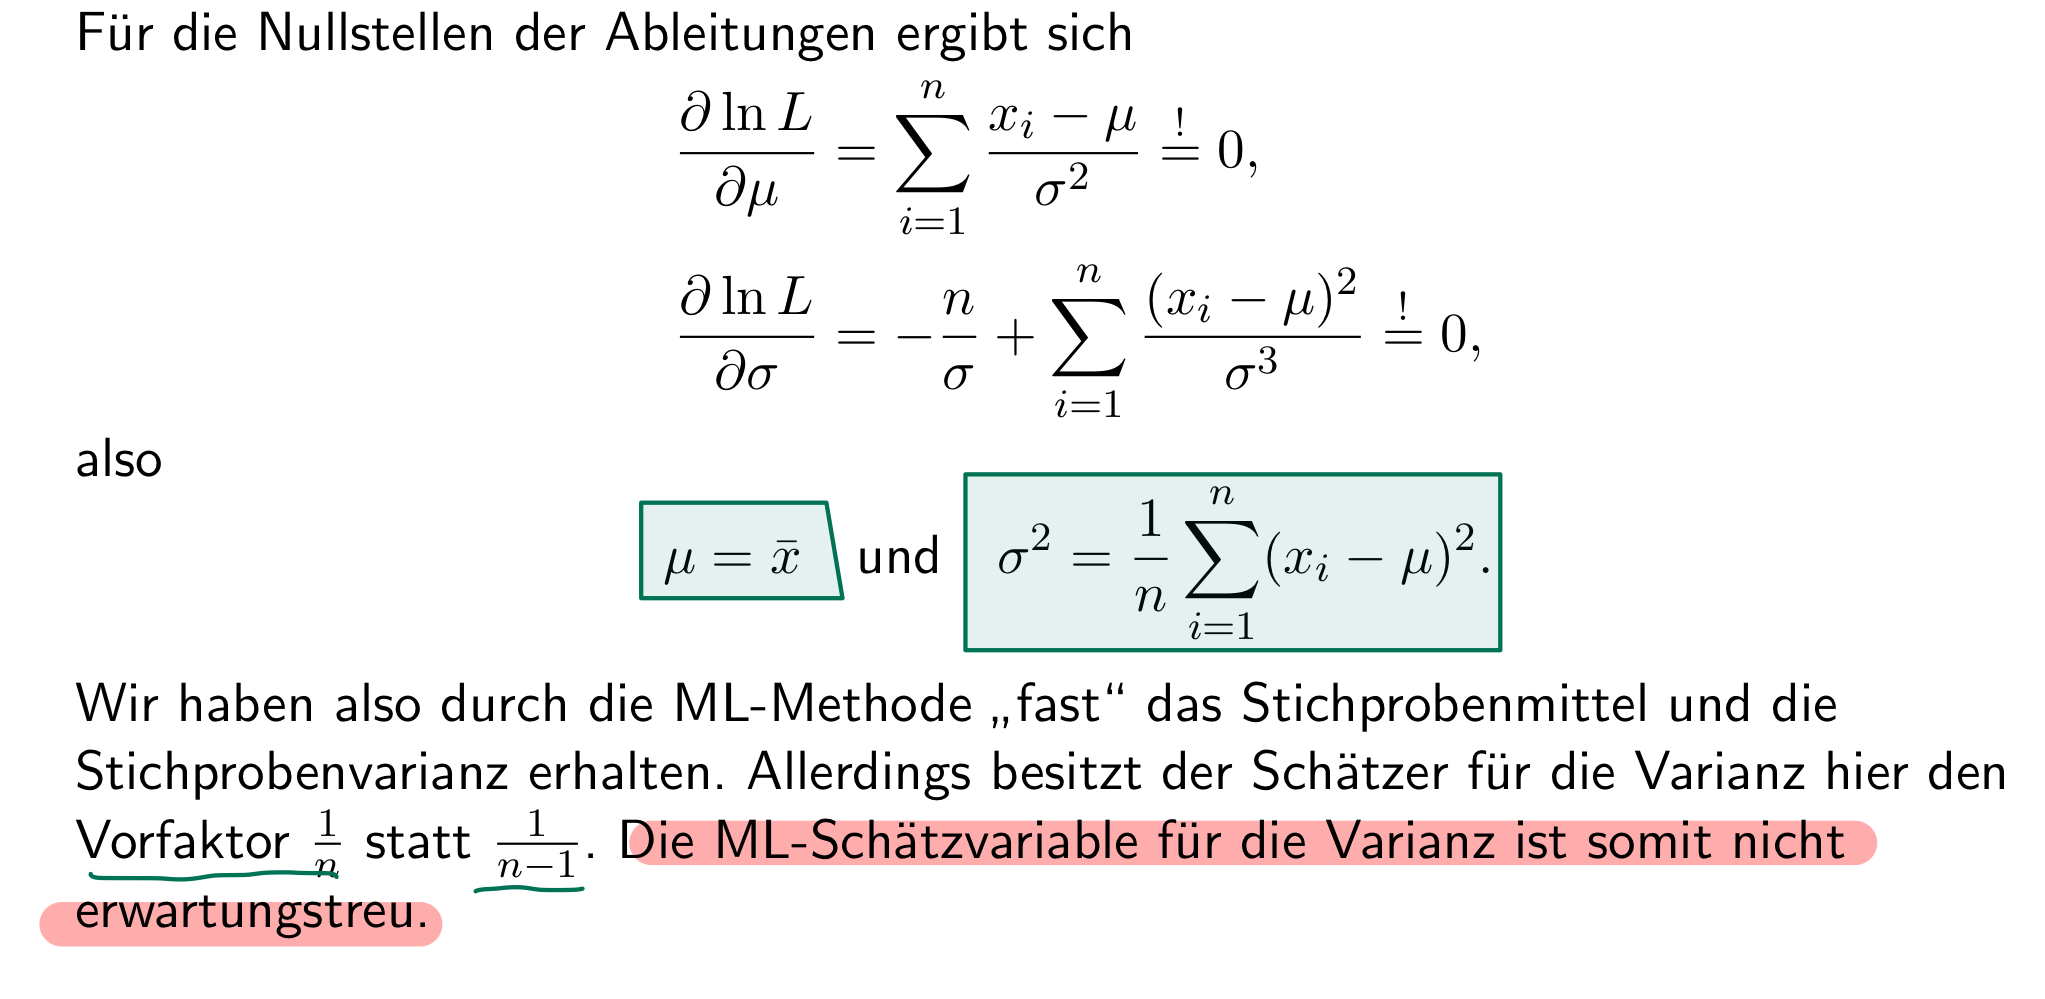 Für die Nullstellen der Ableitungen ergibt sich
\frac{\partial \ln L}{\partial \mu} = \sum_{i=1}^{n} \frac{x_i - \mu}{\sigma^2} \overset{!}{=} 0,
\frac{\partial \ln L}{\partial \sigma} = -\frac{n}{\sigma} + \sum_{i=1}^{n} \frac{(x_i - \mu)^2}{\sigma^3} \overset{!}{=} 0,
also
\mu = \bar{x} und \sigma^2 = \frac{1}{n} \sum_{i=1}^{n} (x_i - \mu)^2.
Wir haben also durch die ML-Methode „fast“ das Stichprobenmittel und die
Stichprobenvarianz erhalten. Allerdings besitzt der Schätzer für die Varianz hier den
Vorfaktor \frac{1}{n} statt \frac{1}{n-1}. Die ML-Schätzvariable für die Varianz ist somit nicht
erwartungstreu.